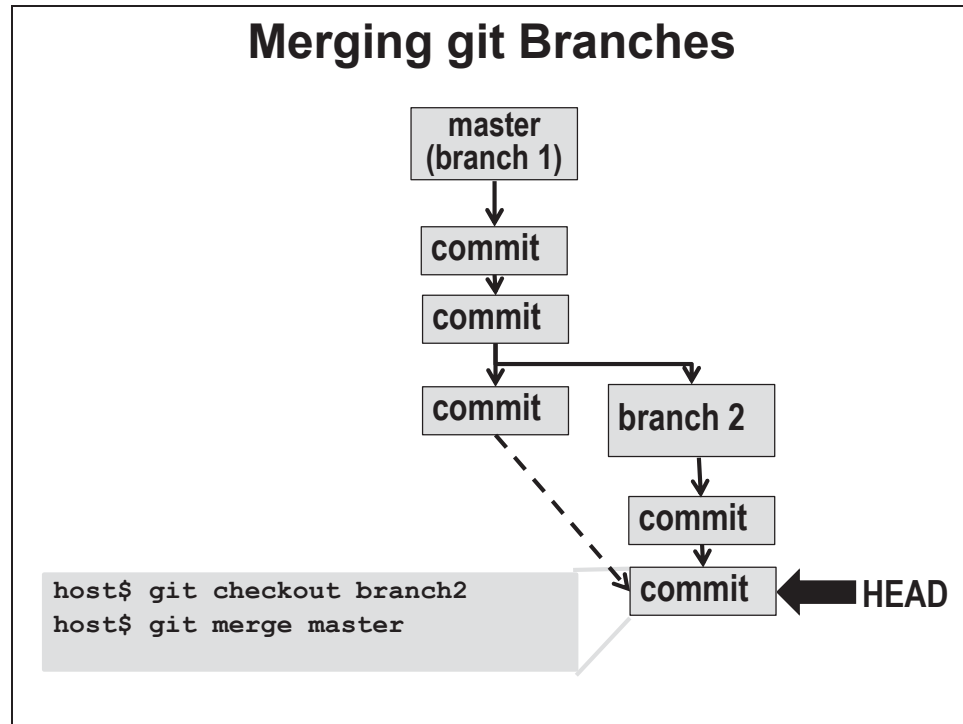 Merging git Branches
master
(branch 1)
commit
commit
commit
branch 2
commit
commit
HEAD
host$ git checkout branch2
host$ git merge master